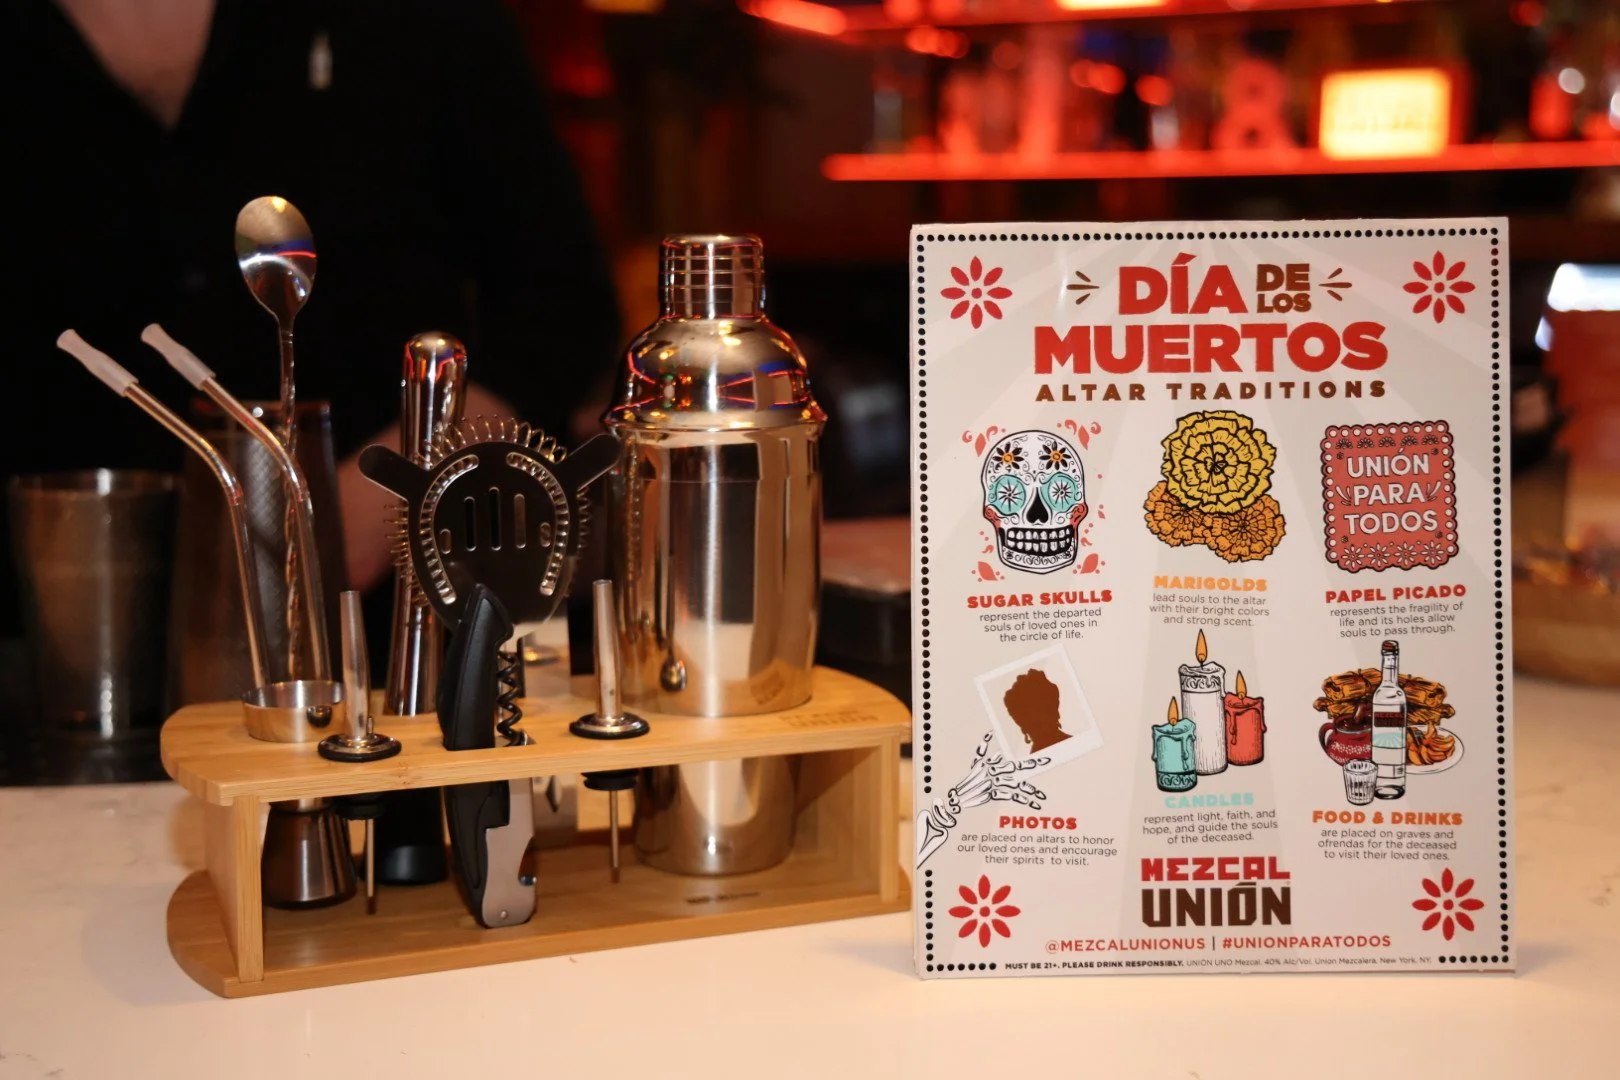 DÍA DE LOS
MUERTOS
ALTAR TRADITIONS
SUGAR SKULLS
represent the departed
souls of loved ones in
the circle of life.
MARIGOLDS
lead souls to the altar
with their bright colors
and strong scent.
UNIÓN
PARA
TODOS
PAPEL PICADO
represents the fragility of
life and its holes allow
souls to pass through.
PHOTOS
are placed on altars to honor
our loved ones and encourage
their spirits to visit.
CANDLES
represent light, faith, and
hope, and guide the souls
of the deceased.
FOOD & DRINKS
are placed on graves and
ofrendas for the deceased
to visit their loved ones.
MEZCAL
UNIÓN
@MEZCALUNIONUS | #UNIONPARATODOS
MUST BE 21+. PLEASE DRINK RESPONSIBLY. UNIÓN UNO Mezcal. 40% Alc/Vol. Union Mezcalera, New York, NY.